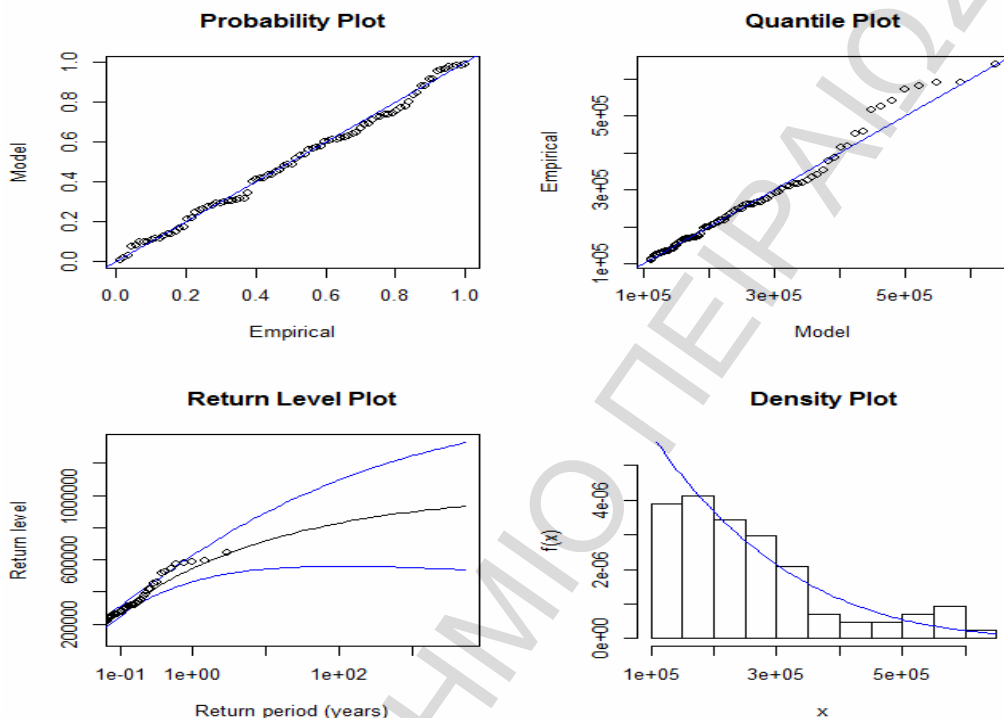 Probability Plot
Model
0.0 0.2 0.4 0.6 0.8 1.0
0.0 0.2 0.4 0.6 0.8 1.0
Empirical
Quantile Plot
Empirical
1e+05 3e+05 5e+05
1e+05 3e+05 5e+05
Model
Return Level Plot
Return level
200000 600000 1000000
1e-01 1e+00 1e+02
Return period (years)
Density Plot
f(x)
0e+00 2e-06 4e-06
1e+05 3e+05 5e+05
x
ΗΜΙΟ ΠΕΙΡΑΙΩΣ